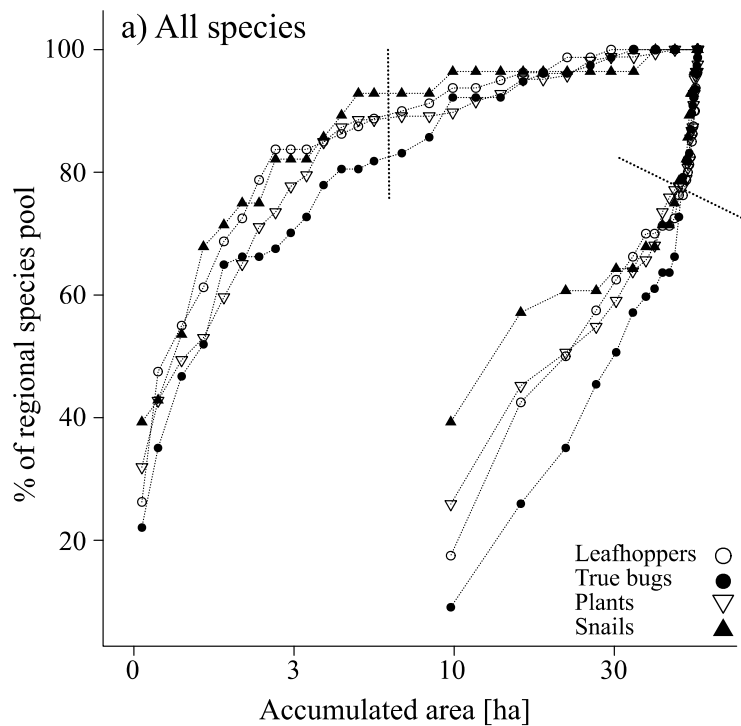 a) All species
100
80
60
40
20
% of regional species pool
Leafhoppers
True bugs
Plants
Snails
0 3 10 30
Accumulated area [ha]